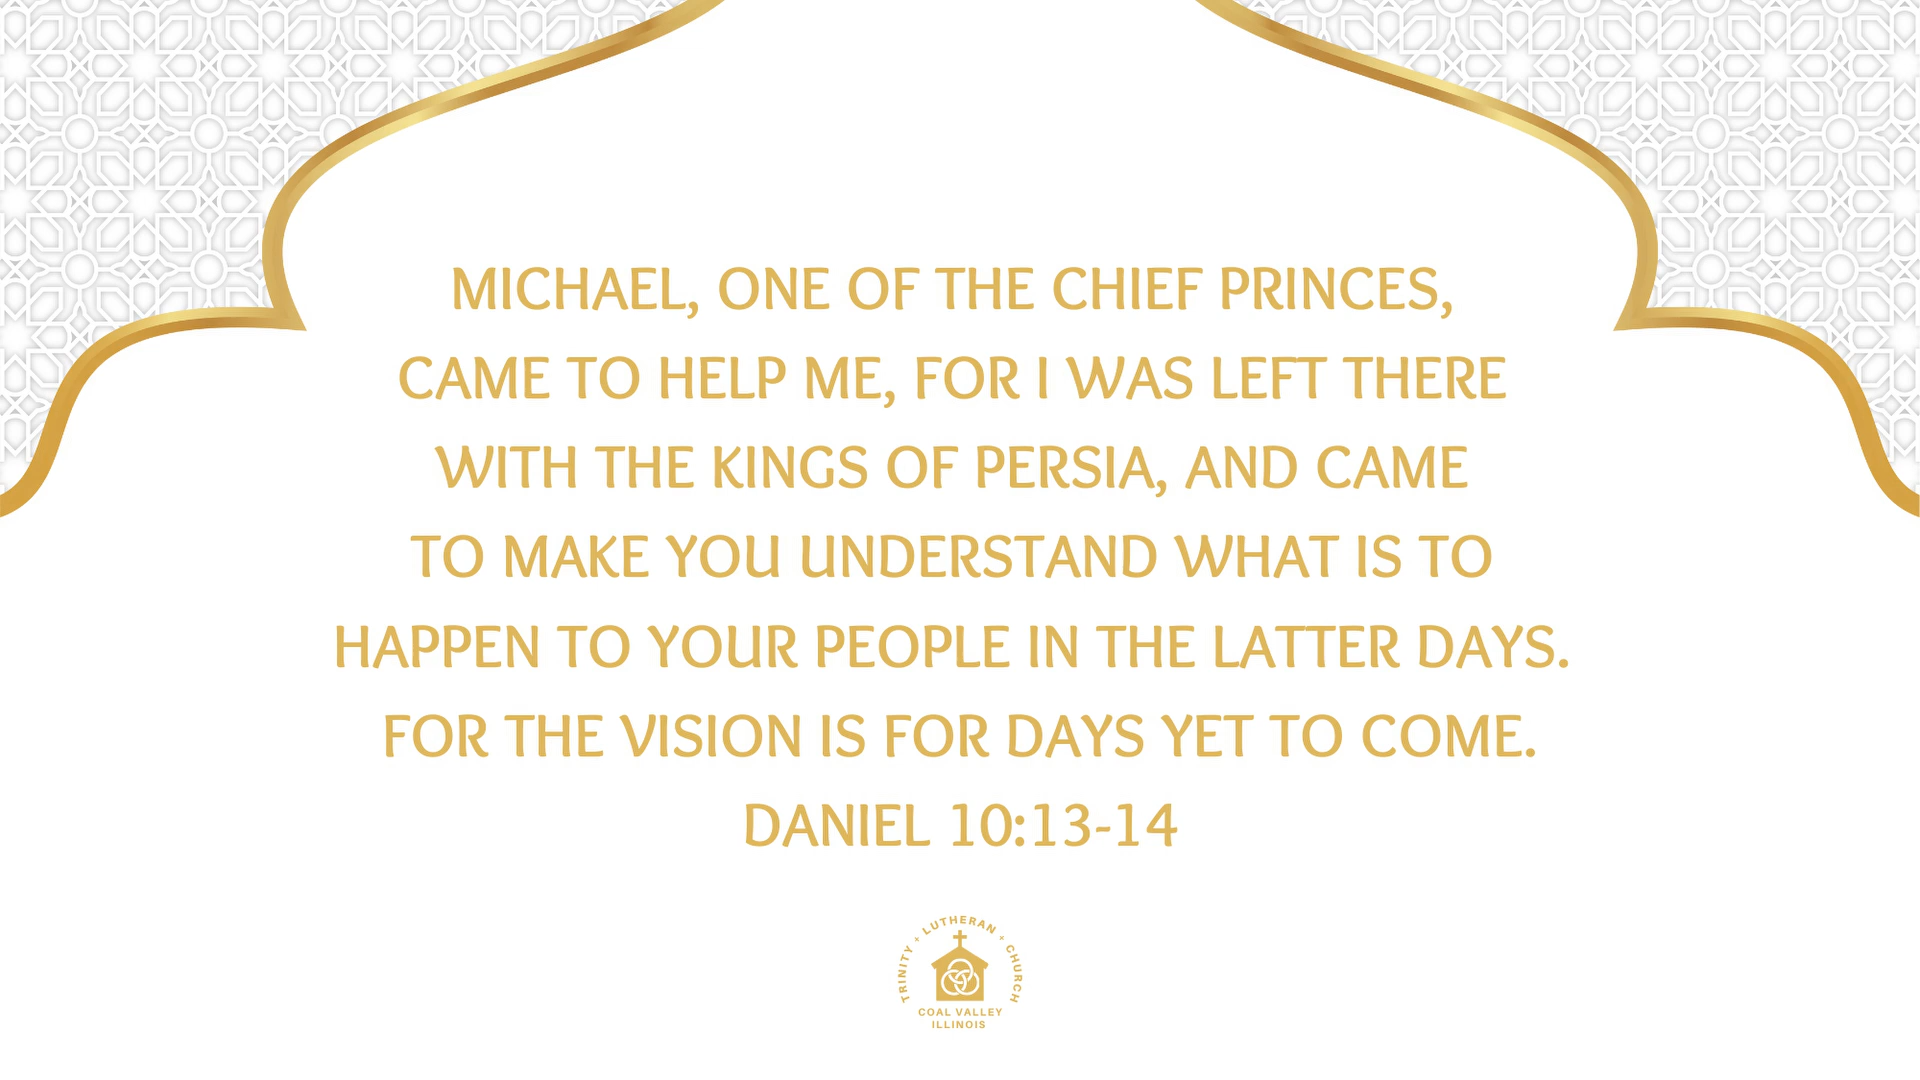 MICHAEL, ONE OF THE CHIEF PRINCES,
CAME TO HELP ME, FOR I WAS LEFT THERE
WITH THE KINGS OF PERSIA, AND CAME
TO MAKE YOU UNDERSTAND WHAT IS TO
HAPPEN TO YOUR PEOPLE IN THE LATTER DAYS.
FOR THE VISION IS FOR DAYS YET TO COME.
DANIEL 10:13-14
TRINITY + LUTHERAN + CHURCH
COAL VALLEY
ILLINOIS